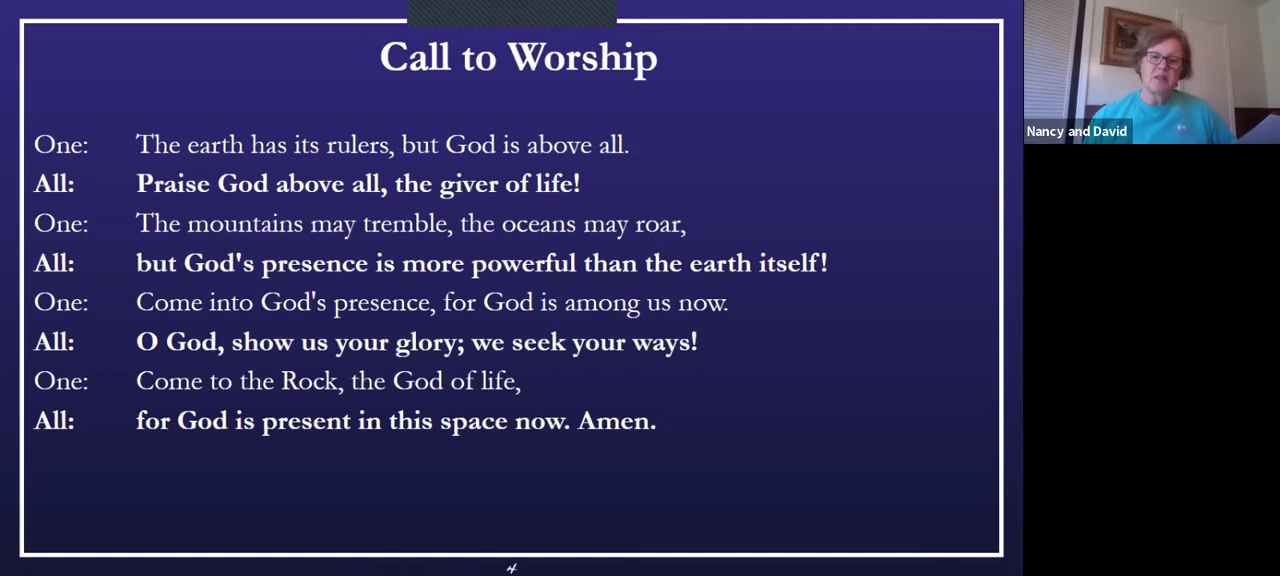 Call to Worship
One: The earth has its rulers, but God is above all.
All: Praise God above all, the giver of life!
One: The mountains may tremble, the oceans may roar,
All: but God's presence is more powerful than the earth itself!
One: Come into God's presence, for God is among us now.
All: O God, show us your glory; we seek your ways!
One: Come to the Rock, the God of life,
All: for God is present in this space now. Amen.
4
Nancy and David